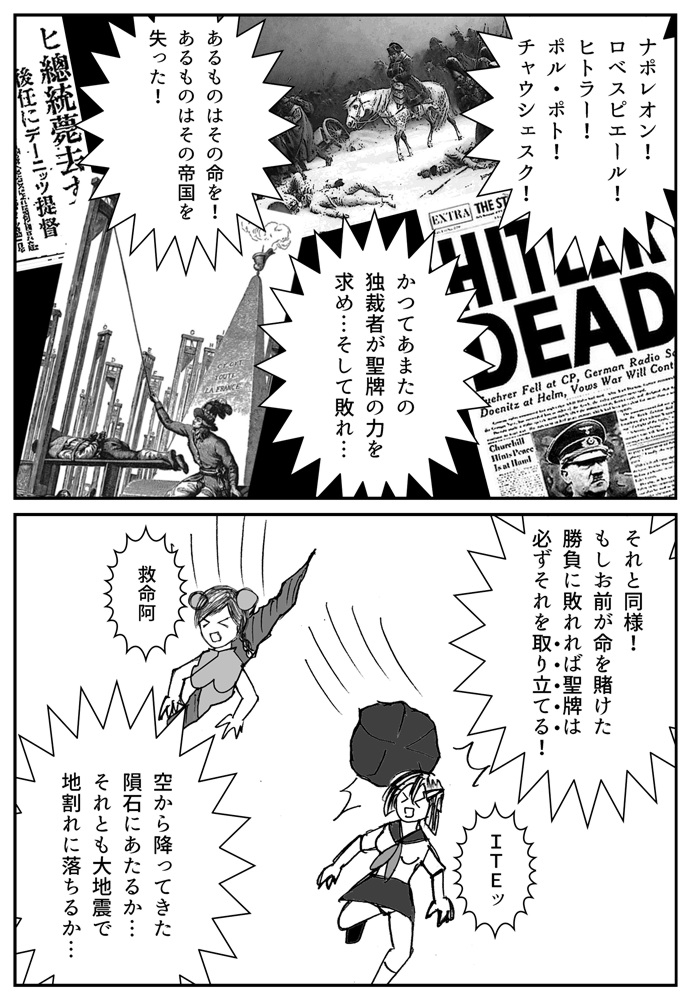 ナポレオン！
ロベスピエール！
ヒトラー！
ポル・ポト！
チャウシェスク！
あるものはその命を！
あるものはその帝国を
失った！
ヒ總統薨去す
後任にデーニッツ提督
EXTRA
HITLER
DEAD
Fuehrer Fell at CP, German Radio
Doenitz at Helm, Vows War Will
Churchill
Hints Peace
Is at Hand
LA FRANCE
かつてあまたの
独裁者が聖牌の力を
求め…そして敗れ…
それと同様！
もしお前が命を賭けた
勝負に敗れれば聖牌は
必ずそれを取り立てる！
救命阿
ＩＴＥッ
空から降ってきた
隕石にあたるか…
それとも大地震で
地割れに落ちるか…